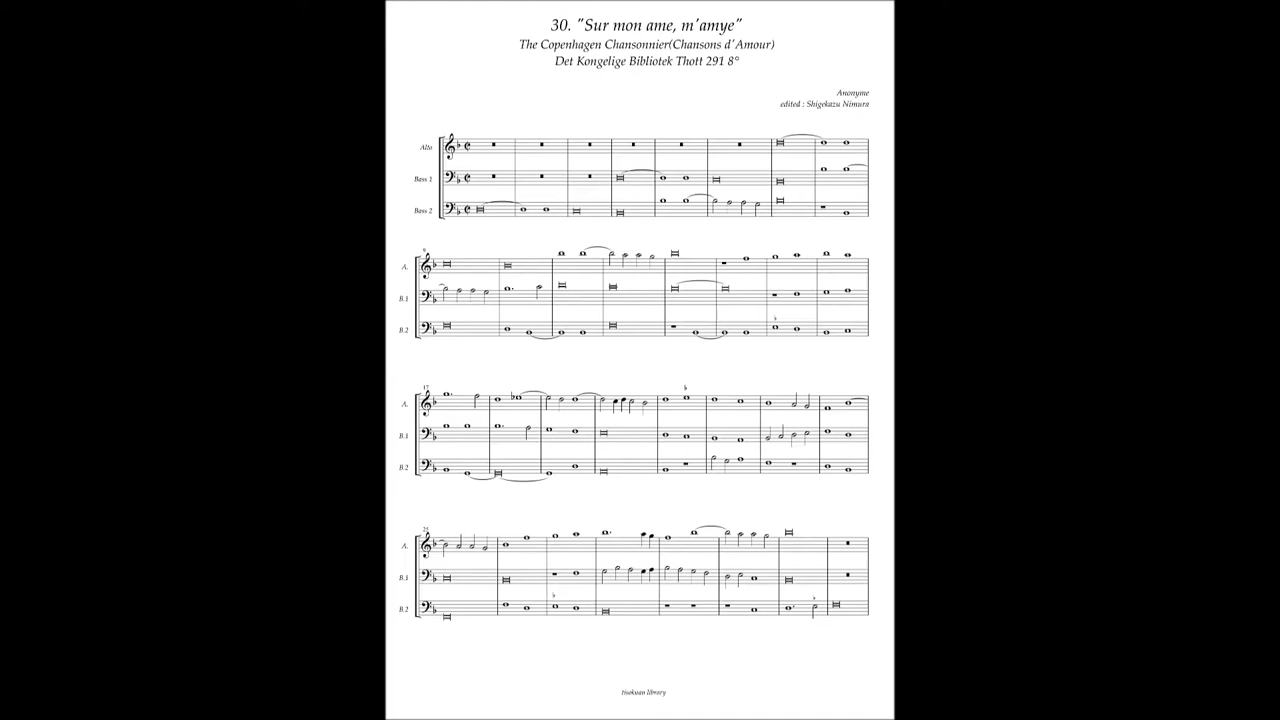 30. "Sur mon ame, m'amye"
The Copenhagen Chansonnier(Chansons d'Amour)
Det Kongelige Bibliotek Thott 291 8°
Anonyme
edited : Shigekazu Nimura
Alto
Bass 1
Bass 2
9
A.
B.1
B.2
17
A.
B.1
B.2
25
A.
B.1
B.2
tisekuan library